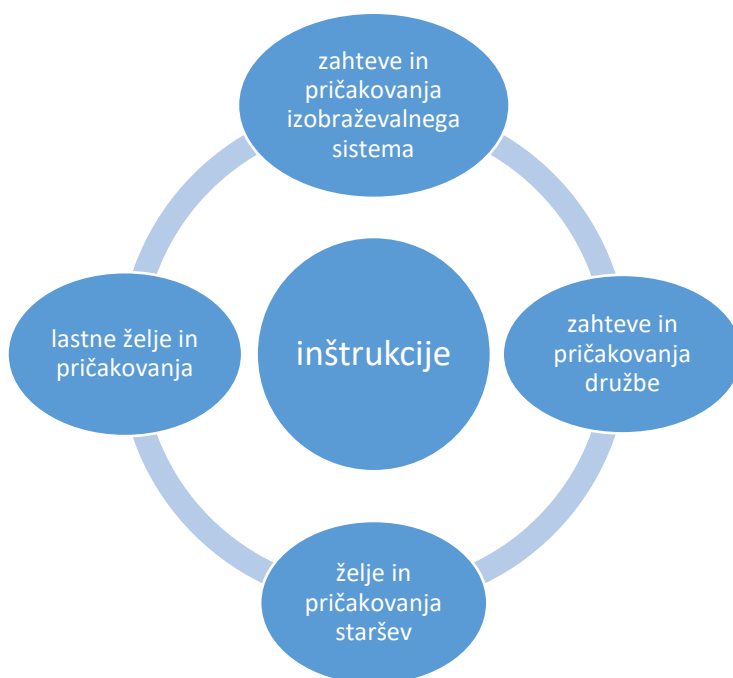 zahteve in
pričakovanja
izobraževalnega
sistema
lastne želje in
pričakovanja
inštrukcije
zahteve in
pričakovanja
družbe
želje in
pričakovanja
staršev